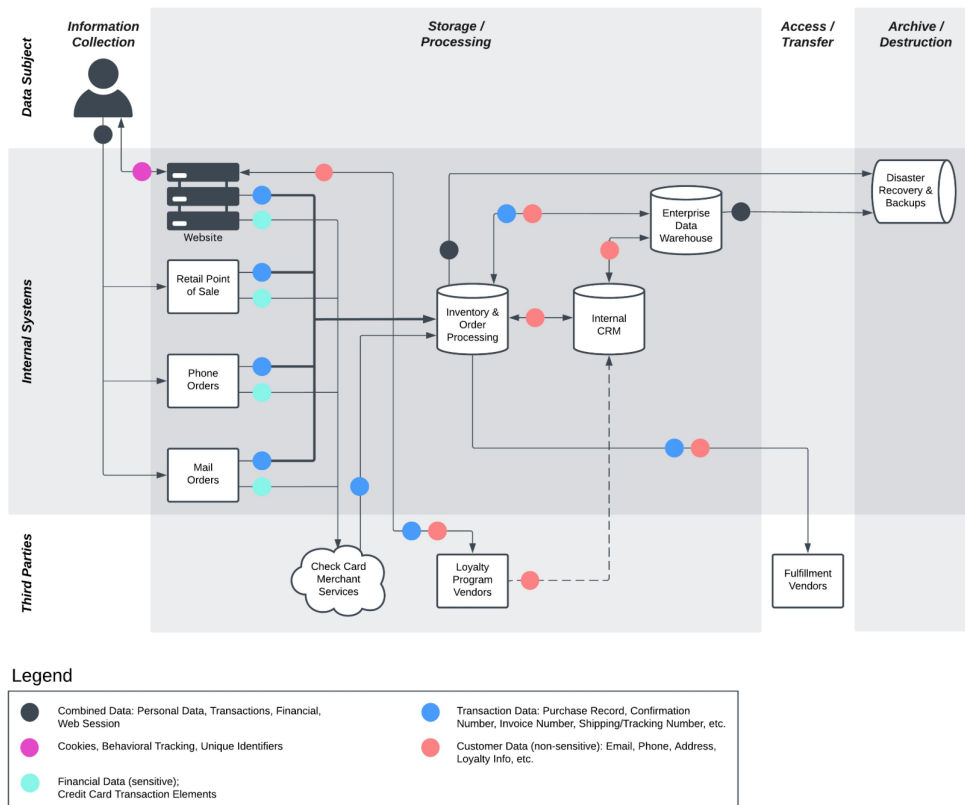 Information
Collection
Storage /
Processing
Access /
Transfer
Archive /
Destruction
Data Subject
Internal Systems
Third Parties
Website
Retail Point
of Sale
Phone
Orders
Mail
Orders
Inventory &
Order
Processing
Internal
CRM
Enterprise
Data
Warehouse
Disaster
Recovery &
Backups
Check Card
Merchant
Services
Loyalty
Program
Vendors
Fulfillment
Vendors
Legend
Combined Data: Personal Data, Transactions, Financial,
Web Session
Cookies, Behavioral Tracking, Unique Identifiers
Financial Data (sensitive);
Credit Card Transaction Elements
Transaction Data: Purchase Record, Confirmation
Number, Invoice Number, Shipping/Tracking Number, etc.
Customer Data (non-sensitive): Email, Phone, Address,
Loyalty Info, etc.